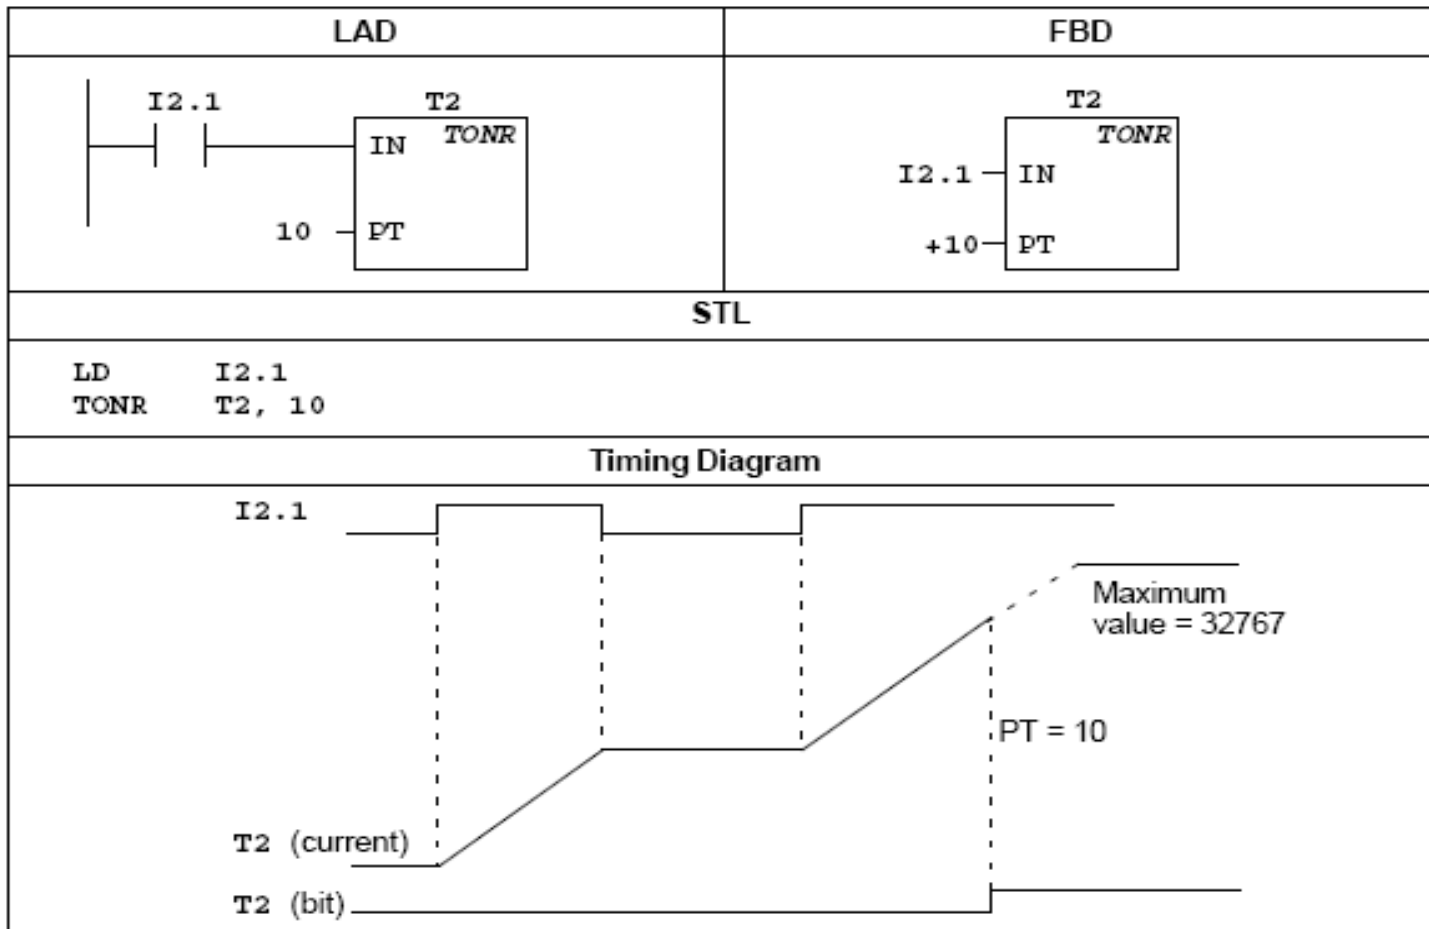 LAD
FBD
I2.1
T2
TONR
IN
10
PT
T2
TONR
I2.1
IN
+10
PT
STL
LD I2.1
TONR T2, 10
Timing Diagram
I2.1
Maximum
value = 32767
PT = 10
T2 (current)
T2 (bit)